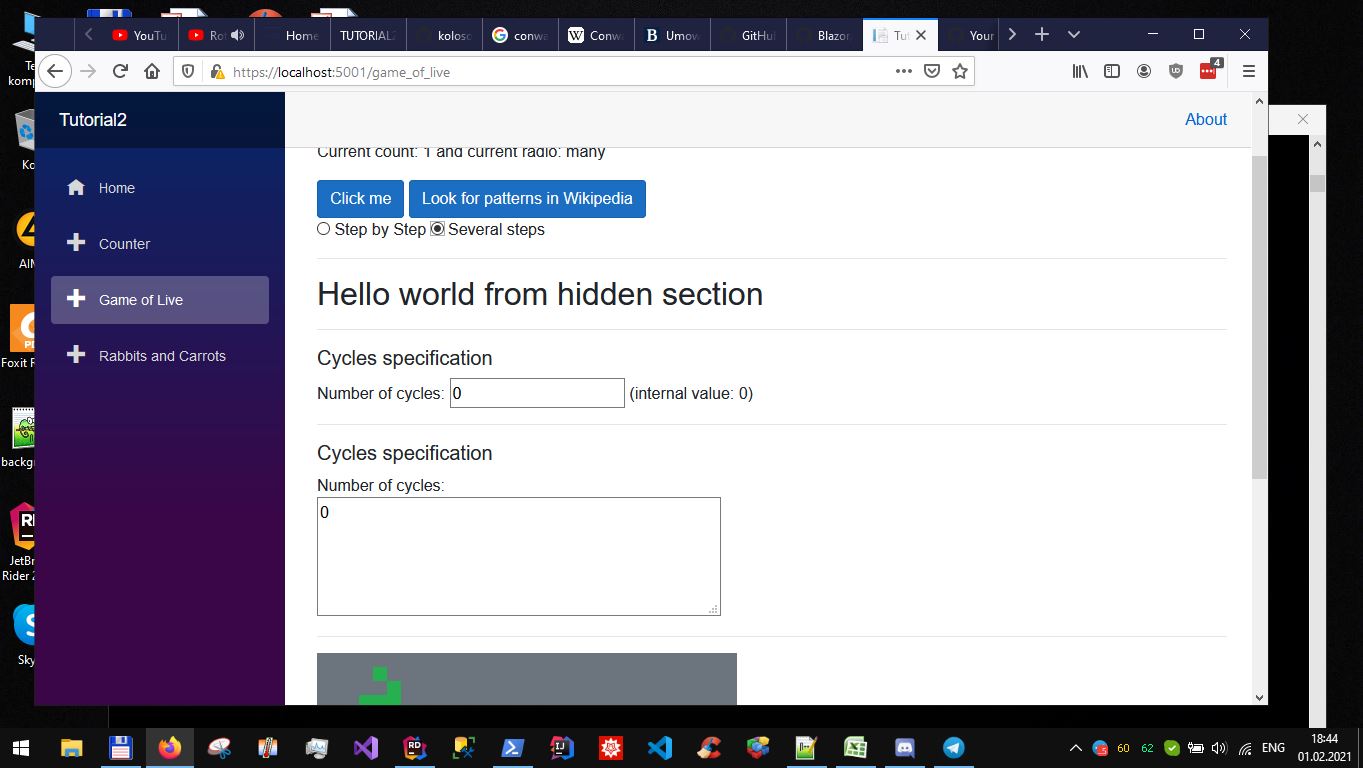 YouTu
Rot
Home
TUTORIAL2
koloso
conwa
Conwa
Umow
GitHul
Blazor.
Tut
Your
https://localhost:5001/game_of_live
4
Tutorial2
About
Home
Counter
Game of Live
Rabbits and Carrots
Current count: 1 and current radio: many
Click me
Look for patterns in Wikipedia
Step by Step
Several steps
Hello world from hidden section
Cycles specification
Number of cycles: 0 (internal value: 0)
Cycles specification
Number of cycles:
0
Te
komp
Ko
AIM
Foxit R
backgr
JetBr
Rider 2
Sky
60
62
ENG
18:44
01.02.2021